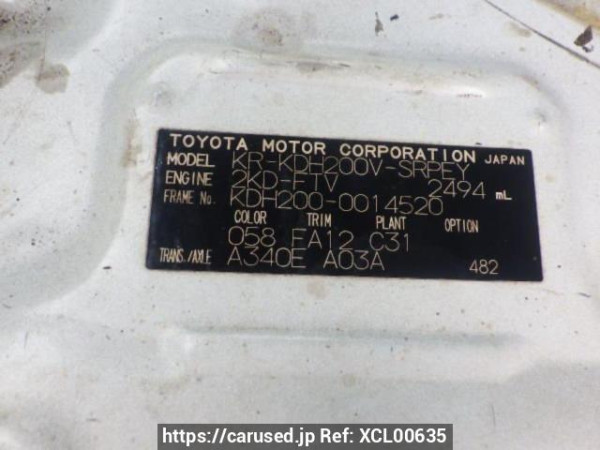 TOYOTA MOTOR CORPORATION JAPAN
MODEL KR-KDH200V-SRPEY
ENGINE 2KD-FTV 2494 mL
FRAME No. KDH200-0014520
COLOR TRIM PLANT OPTION
058 FA12 C31
TRANS./AXLE A340E A03A 482
https://carused.jp Ref: XCL00635